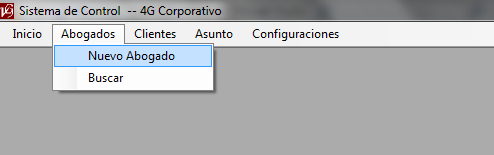 Sistema de Control -- 4G Corporativo
Inicio Abogados Clientes Asunto Configuraciones
Nuevo Abogado
Buscar